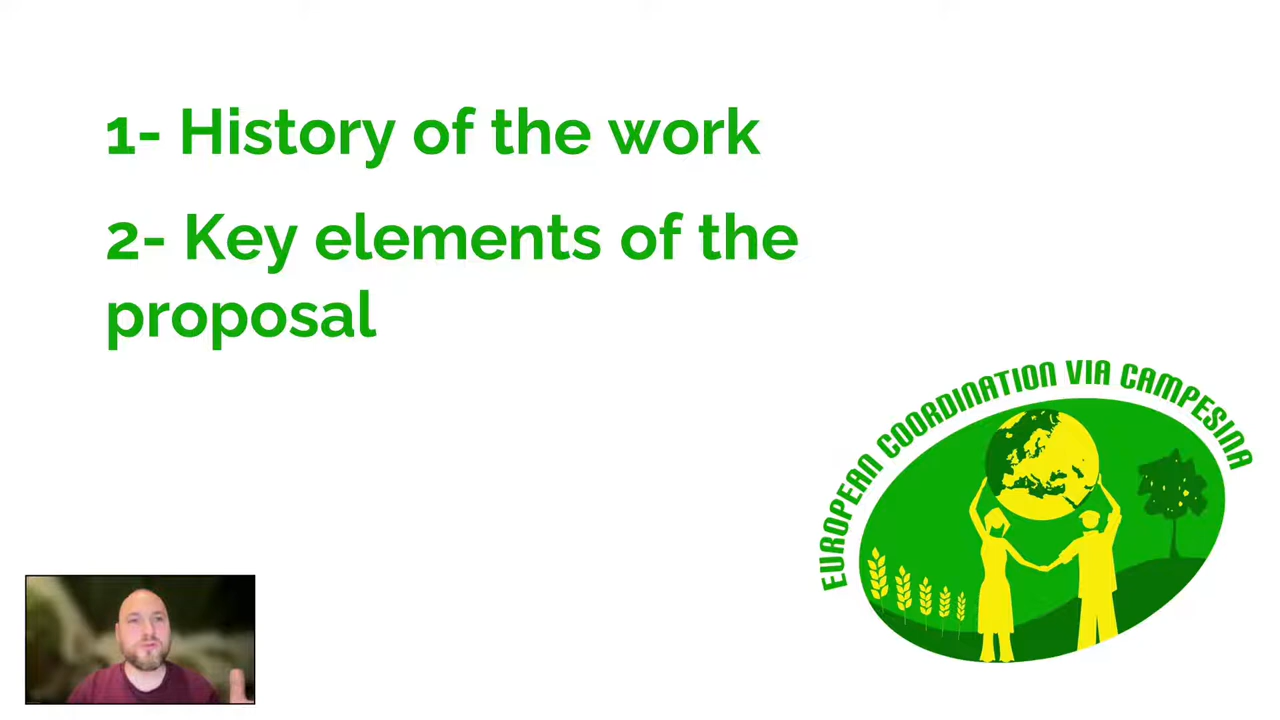 1- History of the work
2- Key elements of the
proposal
EUROPEAN COORDINATION VIA CAMPESINA